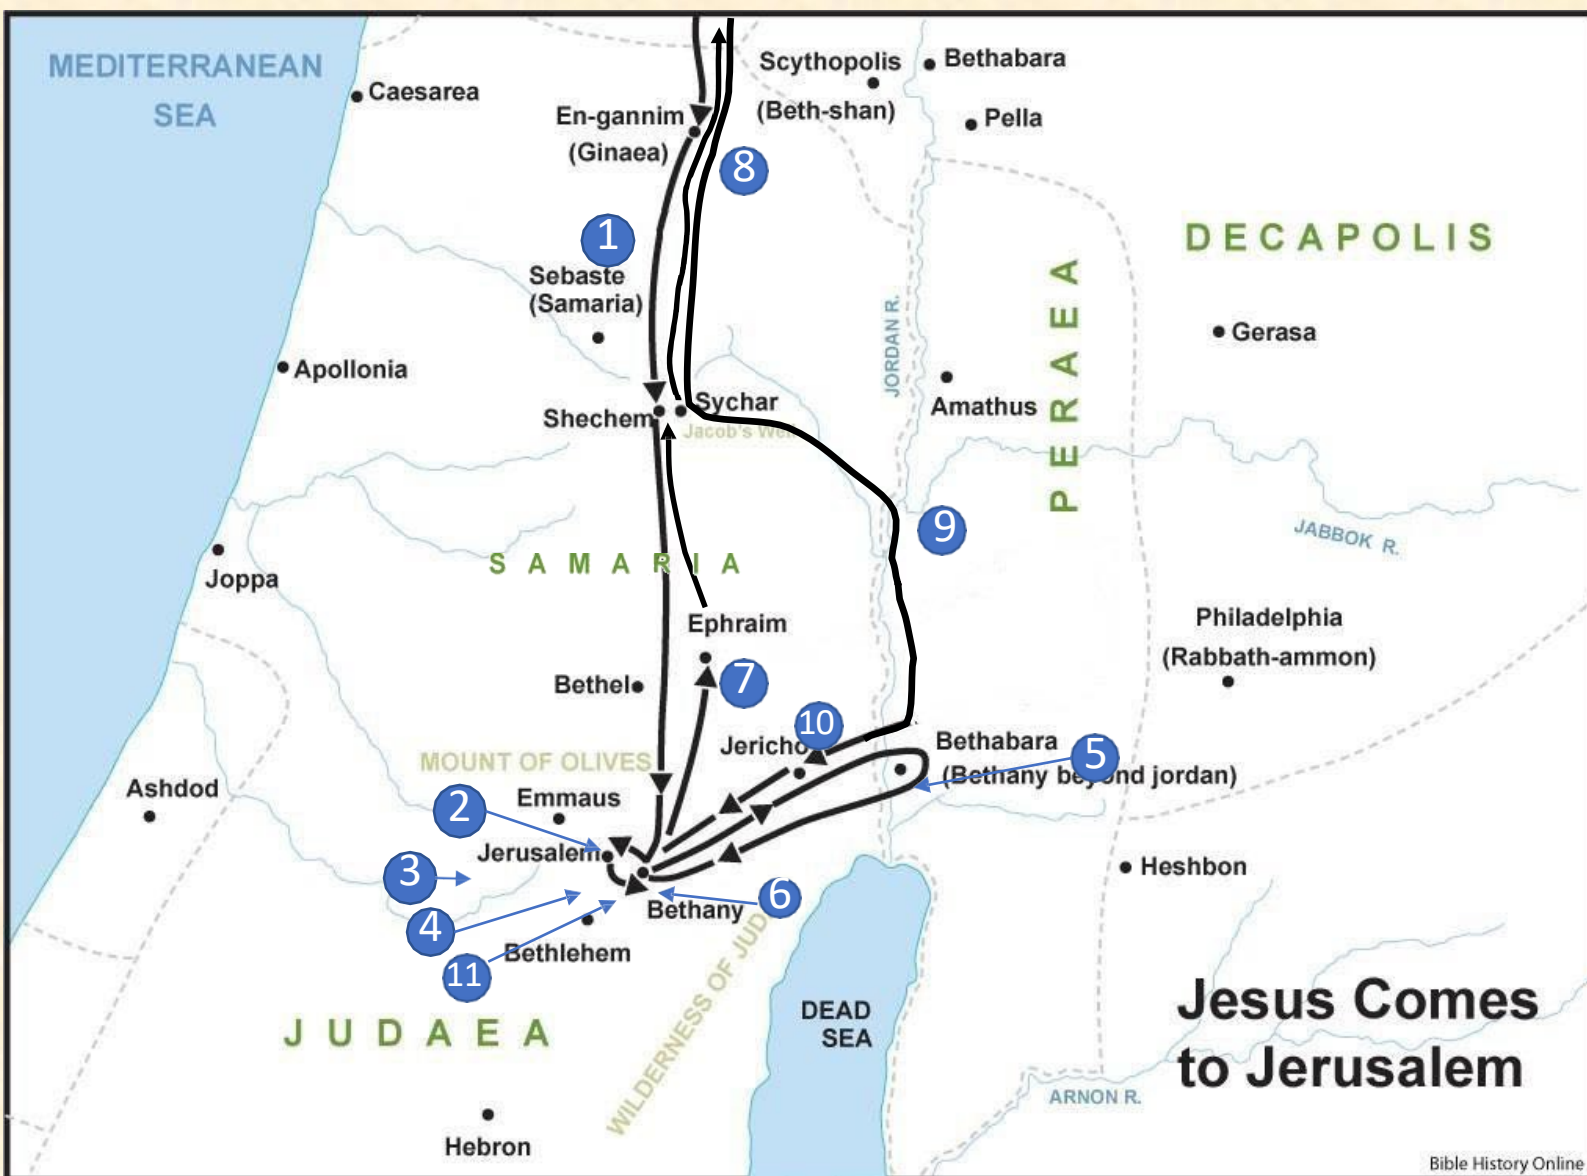 MEDITERRANEAN
SEA
Caesarea
Scythopolis
(Beth-shan)
Bethabara
Pella
En-gannim
(Ginaea)
8
1
DECAPOLIS
Sebaste
(Samaria)
PERAEA
JORDAN R.
Gerasa
Apollonia
Amathus
Shechem
Sychar
Jacob's Well
9
JABBOK R.
Joppa
SAMARIA
Ephraim
Philadelphia
(Rabbath-ammon)
Bethel
7
10
Jericho
Bethabara
(Bethany beyond jordan)
5
MOUNT OF OLIVES
Ashdod
Emmaus
2
Jerusalem
3
Heshbon
6
4
Bethany
Bethlehem
11
WILDERNESS OF JUD
JUDAEA
DEAD
SEA
Jesus Comes
to Jerusalem
ARNON R.
Hebron
Bible History Online